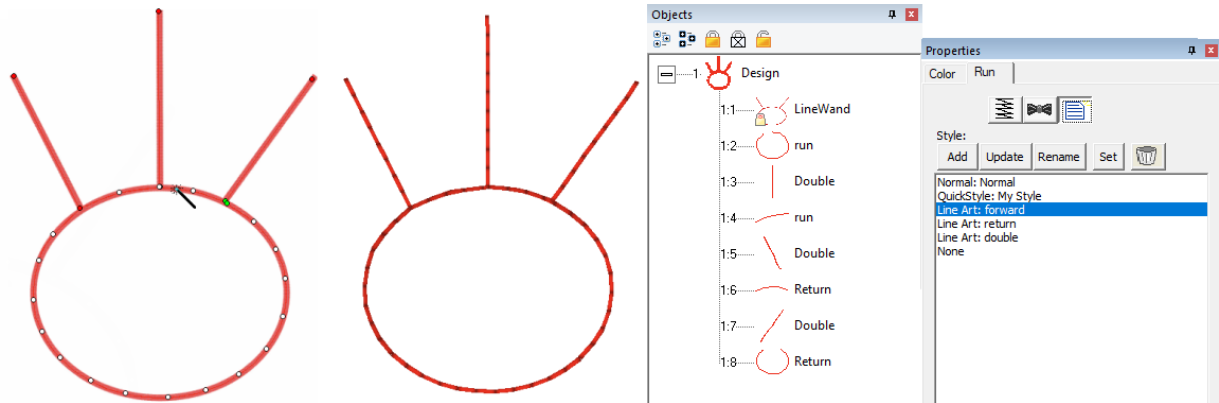 Objects
1
Design
1:1
LineWand
1:2
run
1:3
Double
1:4
run
1:5
Double
1:6
Return
1:7
Double
1:8
Return
Properties
Color Run
Style:
Add Update Rename Set
Normal: Normal
QuickStyle: My Style
Line Art: forward
Line Art: return
Line Art: double
None